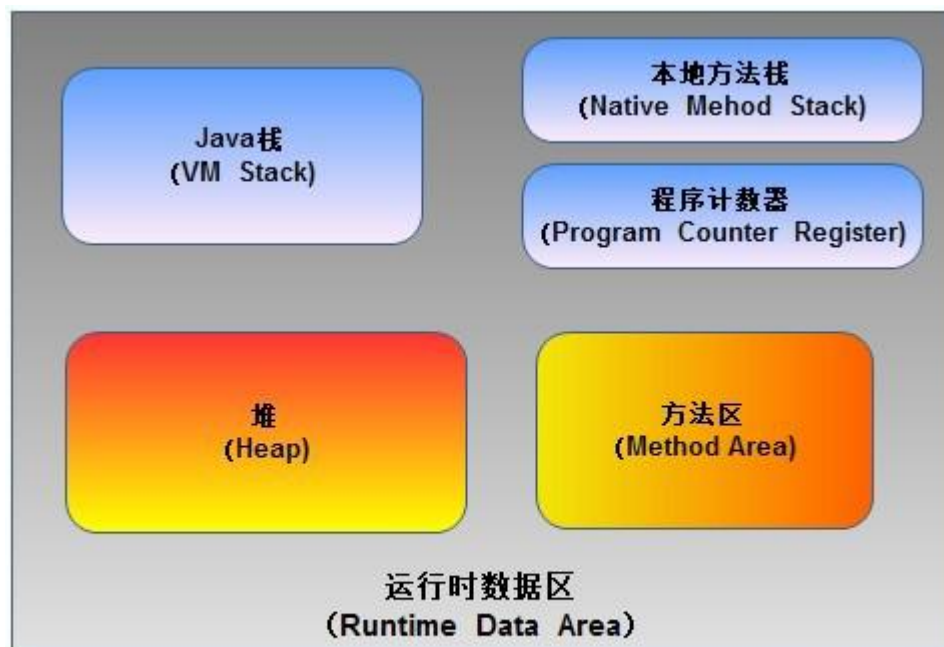 Java栈
(VM Stack)
本地方法栈
(Native Mehod Stack)
程序计数器
(Program Counter Register)
堆
(Heap)
方法区
(Method Area)
运行时数据区
（Runtime Data Area）